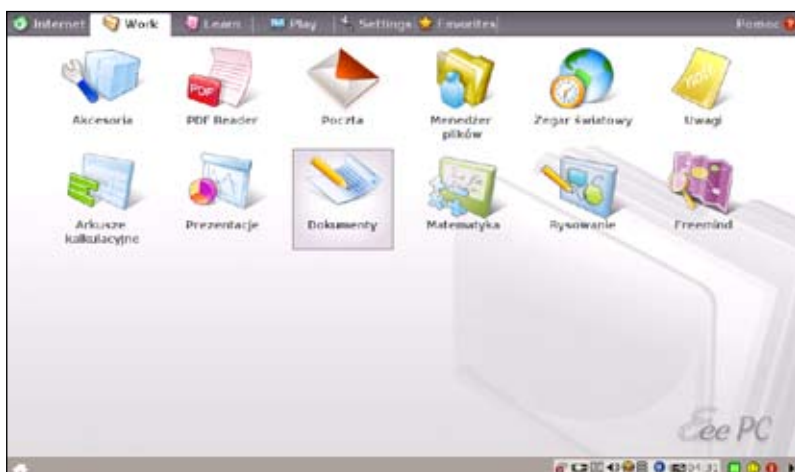 Internet Work Learn Play Settings Favorites Pomoc
Akcesoria PDF Reader Poczta Menedżer plików Zegar światowy Uwagi
PDF
Arkusze kalkulacyjne Prezentacje Dokumenty Matematyka Rysowanie Freemind
Eee PC